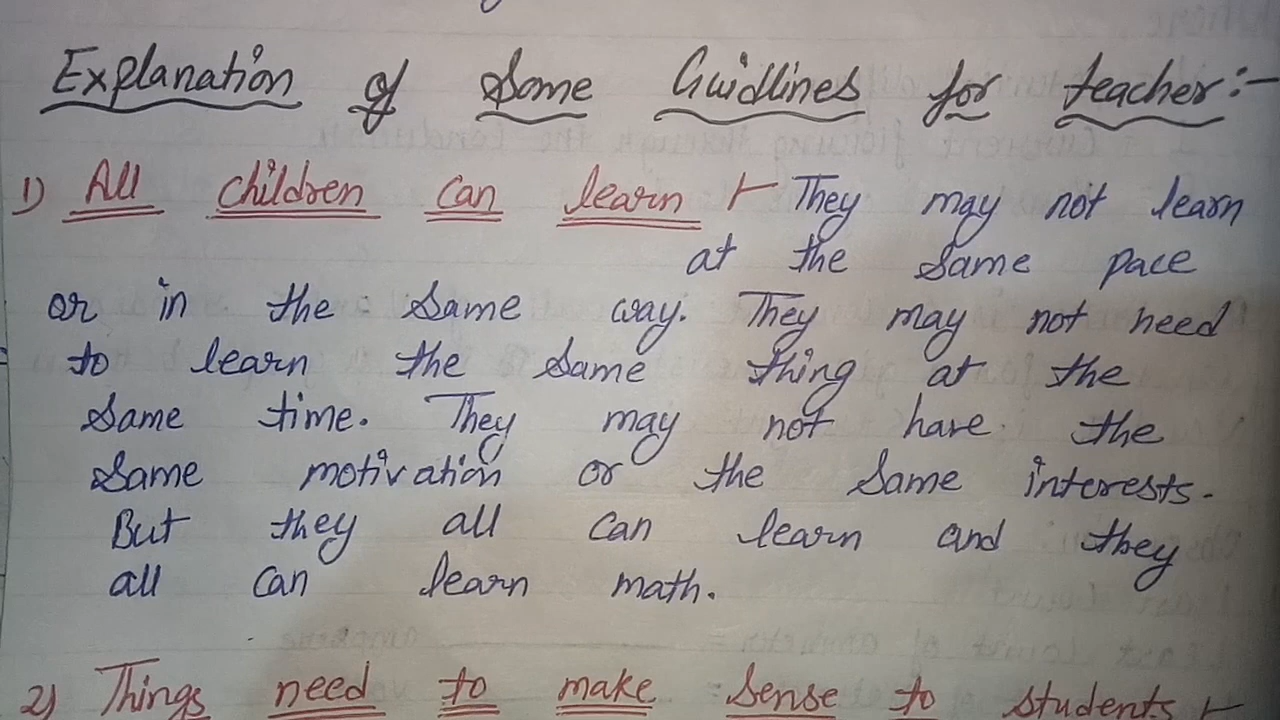 Explanation of Some Guidlines for teacher:-
1) All children can learn :- They may not learn
at the same pace
or in the same way. They may not need
to learn the same thing at the
same time. They may not have the
same motivation or the same interests.
But they all can learn and they
all can learn math.
2) Things need to make sense to students :-